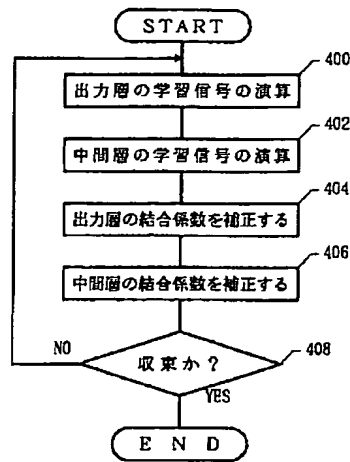 START
400
出力層の学習信号の演算
402
中間層の学習信号の演算
404
出力層の結合係数を補正する
406
中間層の結合係数を補正する
NO
収束か?
408
YES
END